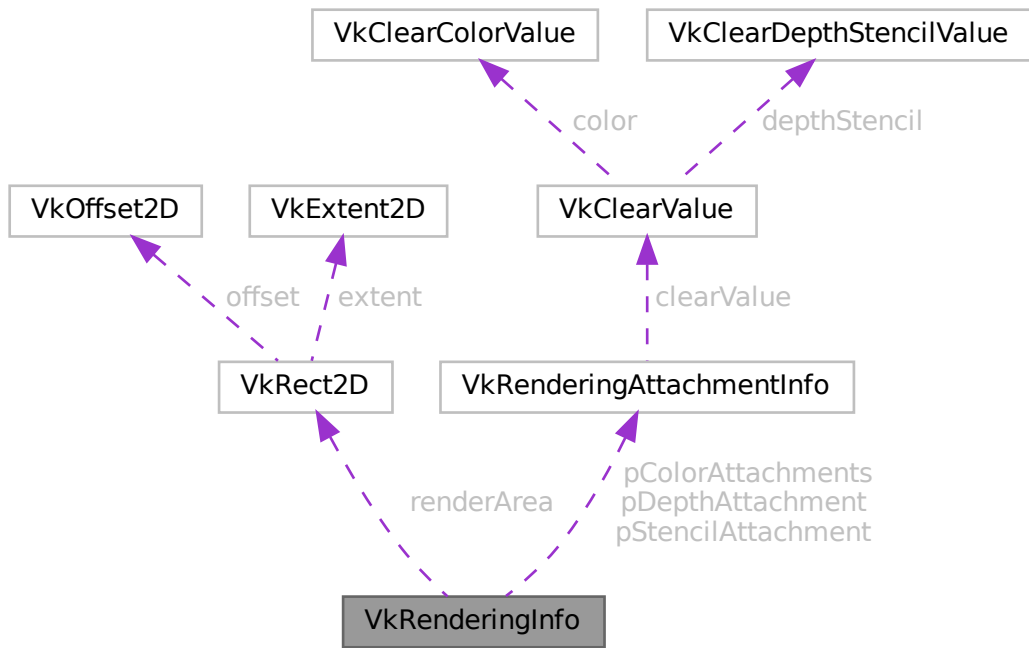 VkClearColorValue
VkClearDepthStencilValue
color
depthStencil
VkOffset2D
VkExtent2D
VkClearValue
offset
extent
clearValue
VkRect2D
VkRenderingAttachmentInfo
renderArea
pColorAttachments
pDepthAttachment
pStencilAttachment
VkRenderingInfo